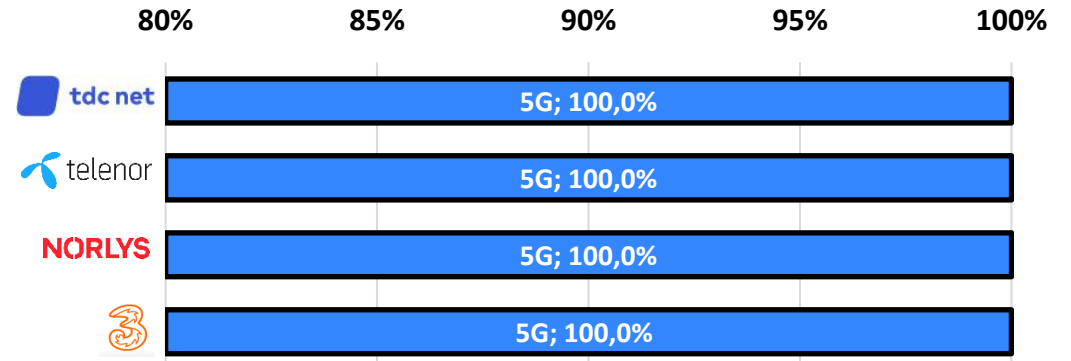 80% 85% 90% 95% 100%
tdc net 5G; 100,0%
telenor 5G; 100,0%
NORLYS 5G; 100,0%
3 5G; 100,0%